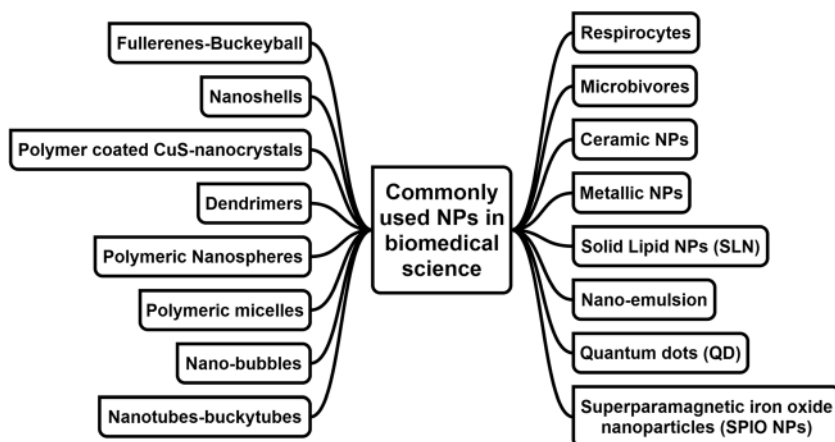 Fullerenes-Buckeyball
Nanoshells
Polymer coated CuS-nanocrystals
Dendrimers
Polymeric Nanospheres
Polymeric micelles
Nano-bubbles
Nanotubes-buckytubes
Commonly
used NPs in
biomedical
science
Respirocytes
Microbivores
Ceramic NPs
Metallic NPs
Solid Lipid NPs (SLN)
Nano-emulsion
Quantum dots (QD)
Superparamagnetic iron oxide
nanoparticles (SPIO NPs)